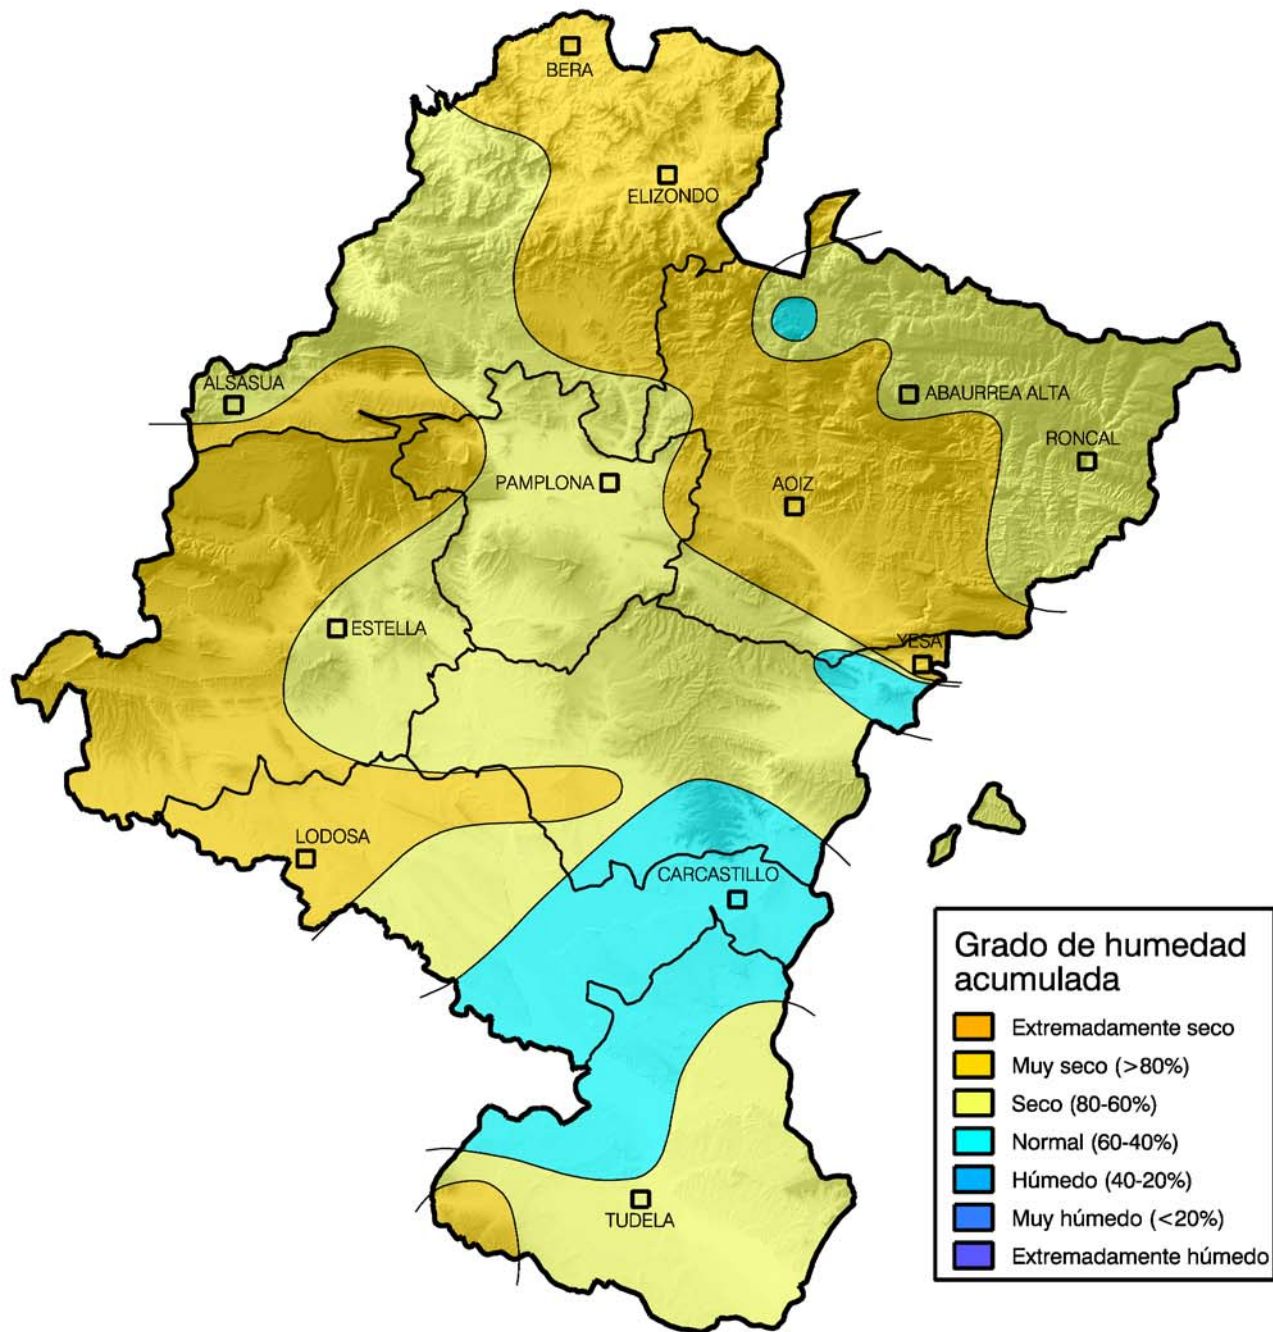 BERA
ELIZONDO
ALSASUA
ABAURREA ALTA
RONCAL
PAMPLONA
AOIZ
ESTELLA
YESA
LODOSA
CARCASTILLO
TUDELA
Grado de humedad
acumulada
Extremadamente seco
Muy seco (>80%)
Seco (80-60%)
Normal (60-40%)
Húmedo (40-20%)
Muy húmedo (<20%)
Extremadamente húmedo